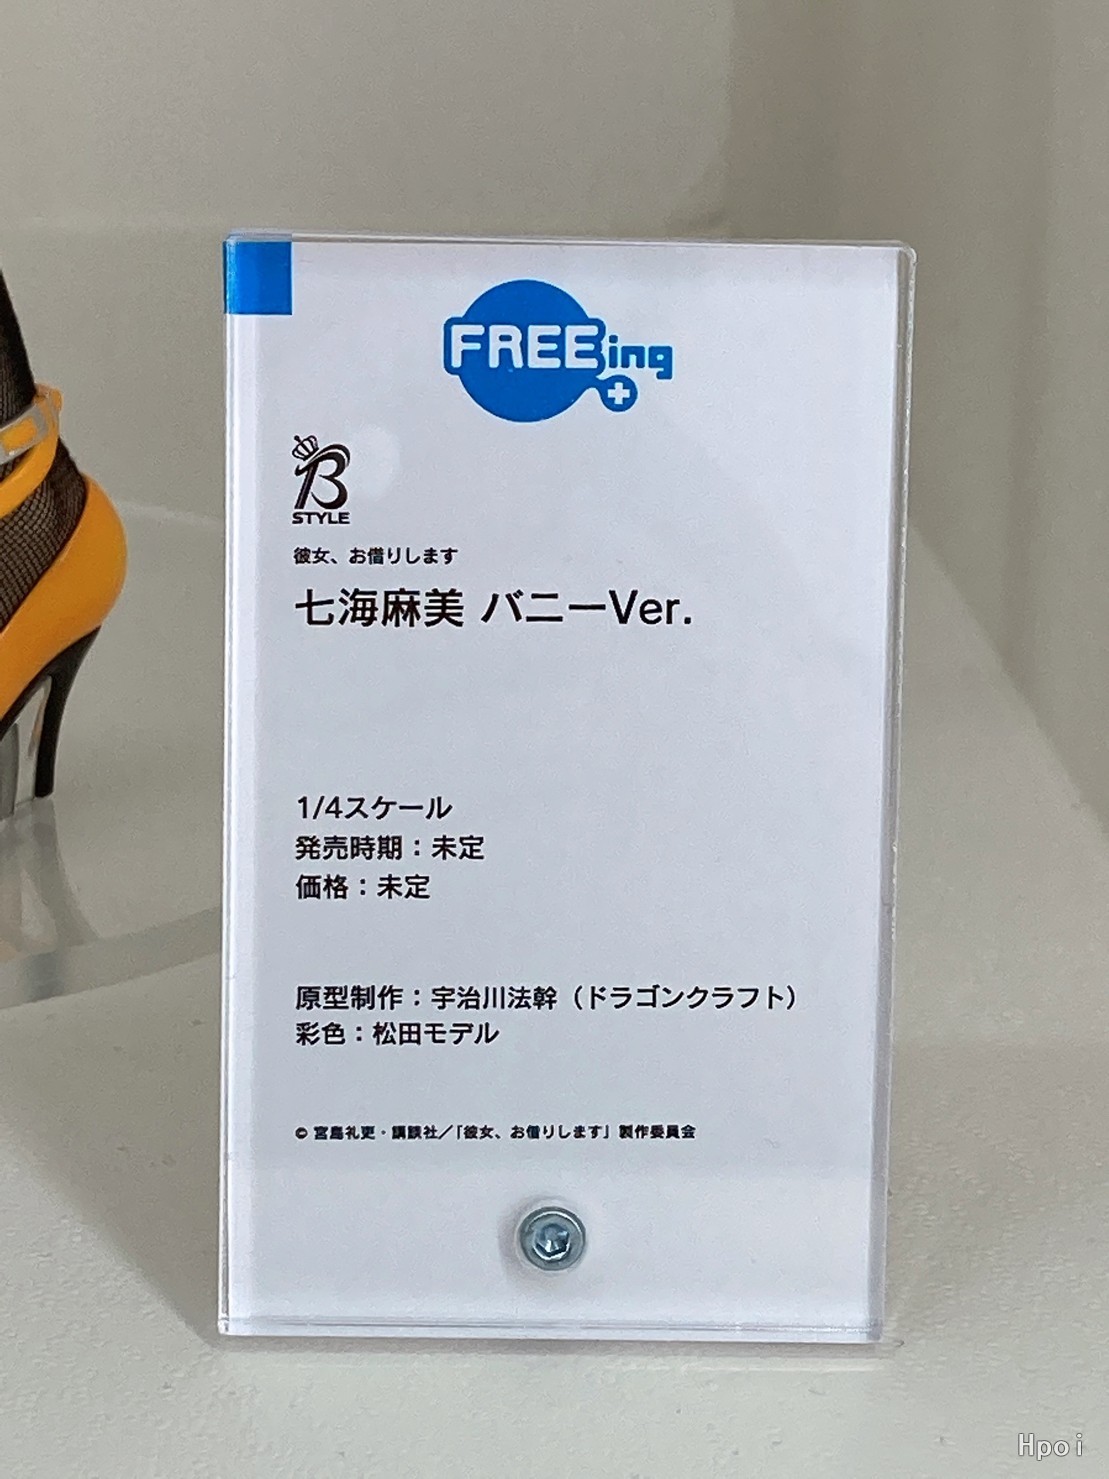 FREEing
B
STYLE
彼女、お借りします
七海麻美 バニーVer.
1/4スケール
発売時期：未定
価格：未定
原型制作：宇治川法幹（ドラゴンクラフト）
彩色：松田モデル
© 宮島礼吏・講談社／「彼女、お借りします」製作委員会
Hpoi